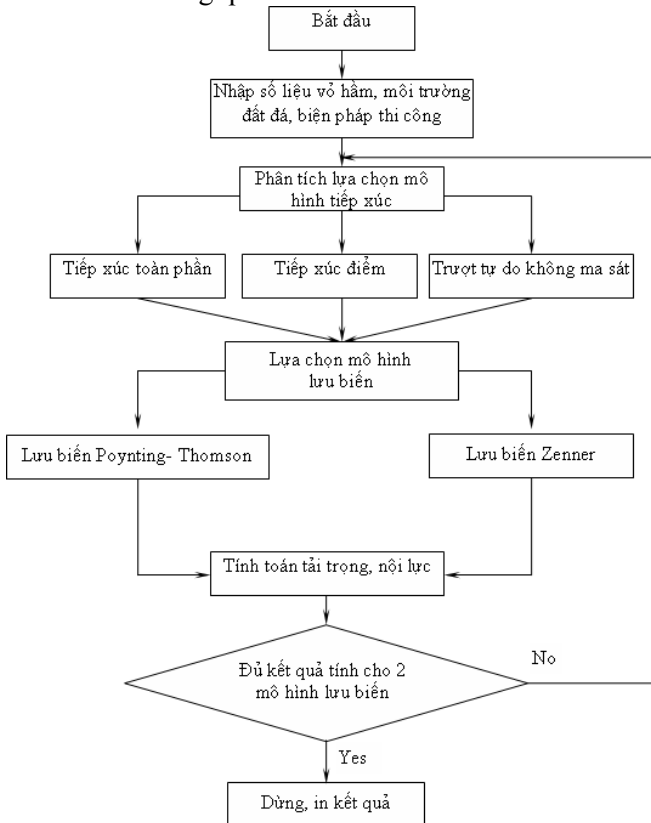 Bắt đầu
Nhập số liệu vỏ hầm, môi trường
đất đá, biện pháp thi công
Phân tích lựa chọn mô
hình tiếp xúc
Tiếp xúc toàn phần
Tiếp xúc điểm
Trượt tự do không ma sát
Lựa chọn mô hình
lưu biến
Lưu biến Poynting- Thomson
Lưu biến Zenner
Tính toán tải trọng, nội lực
Đủ kết quả tính cho 2
mô hình lưu biến
No
Yes
Dừng, in kết quả